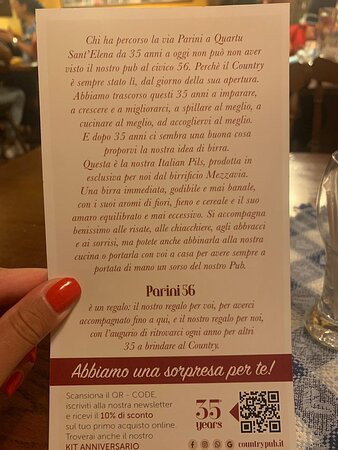 Chi ha percorso la via Parini a Quartu
Sant'Elena da 35 anni a oggi non può non aver
visto il nostro pub al civico 56. Perchè il Country
è sempre stato lì, dal giorno della sua apertura.
Abbiamo trascorso questi 35 anni a imparare,
a crescere e a migliorarci, a spillare al meglio, a
cucinare al meglio, ad accogliervi al meglio.
E dopo 35 anni ci sembra una buona cosa
proporvi la nostra idea di birra.
Questa è la nostra Italian Pils, prodotta in
esclusiva per noi dal birrificio Mezzavia.
Una birra immediata, godibile e mai banale,
con i suoi aromi di fiori, fieno e cereale e il suo
amaro equilibrato e mai eccessivo. Si accompagna
benissimo alle risate, alle chiacchiere, agli abbracci
e ai sorrisi, ma potete anche abbinarla alla nostra
cucina o portarla con voi a casa per avere sempre a
portata di mano un sorso del nostro Pub.
Parini 56
è un regalo: il nostro regalo per voi, per averci
accompagnato fino a qui, e il nostro regalo per noi,
con l'augurio di ritrovarci ogni anno per altri
35 a brindare al Country.
Abbiamo una sorpresa per te!
Scansiona il QR - CODE,
iscriviti alla nostra newsletter
e ricevi il 10% di sconto
sul tuo primo acquisto online.
Troverai anche il nostro
KIT ANNIVERSARIO
35
years
countrypub.it